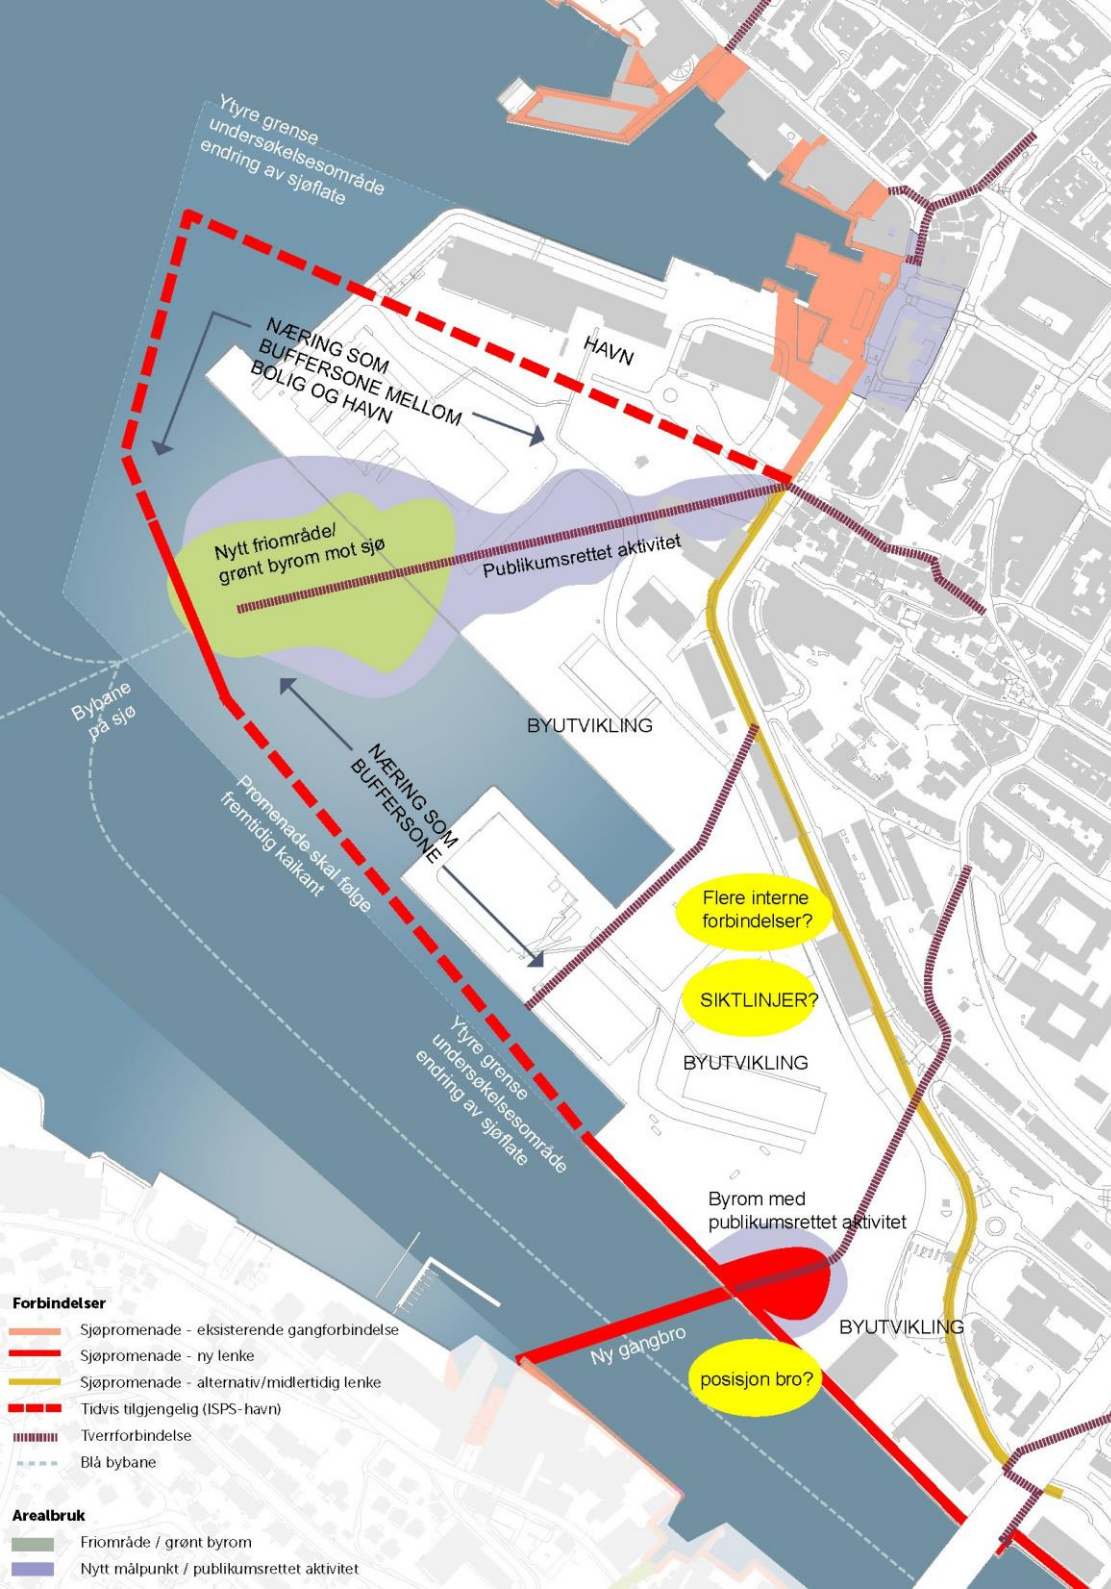 Ytyre grense
undersøkelsesområde
endring av sjøflate
NÆRING SOM
BUFFERSONE MELLOM
BOLIG OG HAVN
HAVN
Nytt friområde/
grønt byrom mot sjø
Publikumsrettet aktivitet
Bybane
på sjø
BYUTVIKLING
NÆRING SOM
BUFFERSONE
Promenade skal følge
fremtidig kaikant
Flere interne
forbindelser?
SIKTLINJER?
Ytyre grense
undersøkelsesområde
endring av sjøflate
BYUTVIKLING
Byrom med
publikumsrettet aktivitet
BYUTVIKLING
Ny gangbro
posisjon bro?
Forbindelser
Sjøpromenade - eksisterende gangforbindelse
Sjøpromenade - ny lenke
Sjøpromenade - alternativ/midlertidig lenke
Tidvis tilgjengelig (ISPS-havn)
Tverrforbindelse
Blå bybane
Arealbruk
Friområde / grønt byrom
Nytt målpunkt / publikumsrettet aktivitet